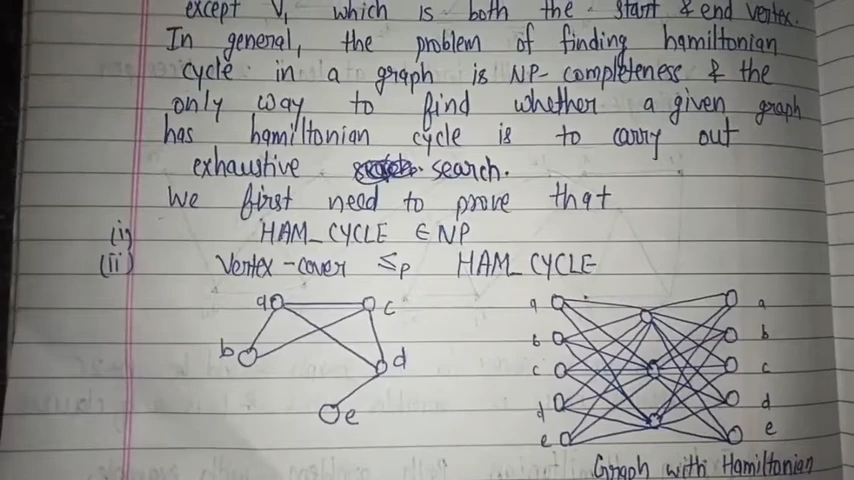 except V₁ which is both the start & end vertex.
In general, the problem of finding hamiltonian
cycle in a graph is NP-completeness & the
only way to find whether a given graph
has hamiltonian cycle is to carry out
exhaustive search.
We first need to prove that
(i) HAM_CYCLE ∈ NP
(ii) Vertex-cover ≤p HAM_CYCLE
a c
b d
e
a a
b b
c c
d d
e e
Graph with Hamiltonian